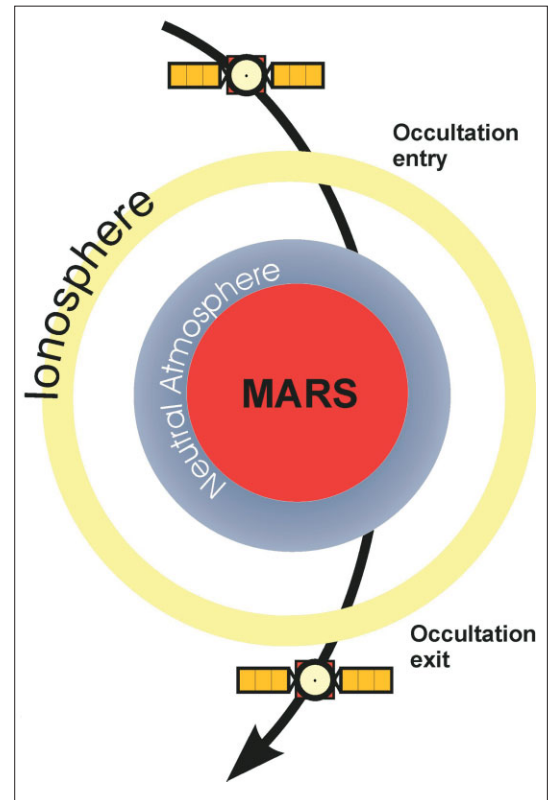 Occultation
entry
Ionosphere
Neutral Atmosphere
MARS
Occultation
exit